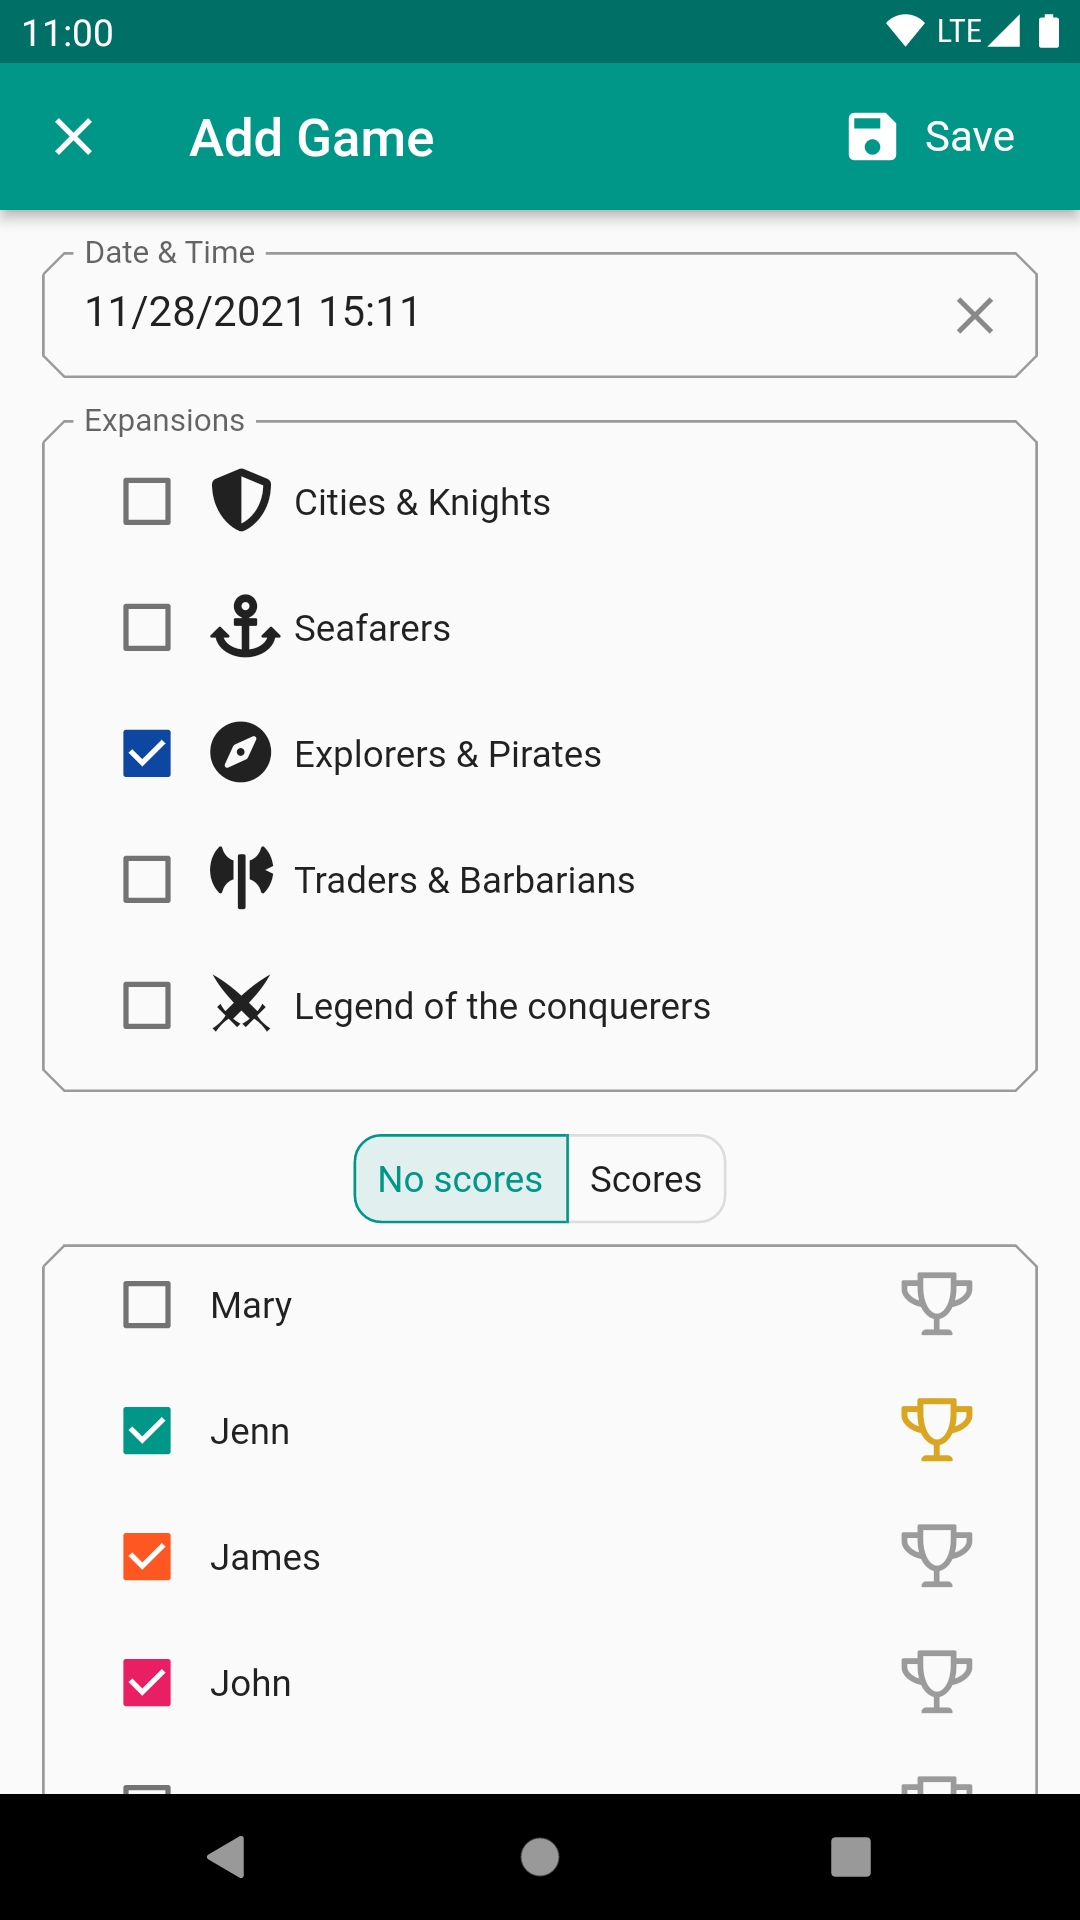 11:00 LTE
Add Game Save
Date & Time
11/28/2021 15:11
Expansions
Cities & Knights
Seafarers
Explorers & Pirates
Traders & Barbarians
Legend of the conquerers
No scores Scores
Mary
Jenn
James
John